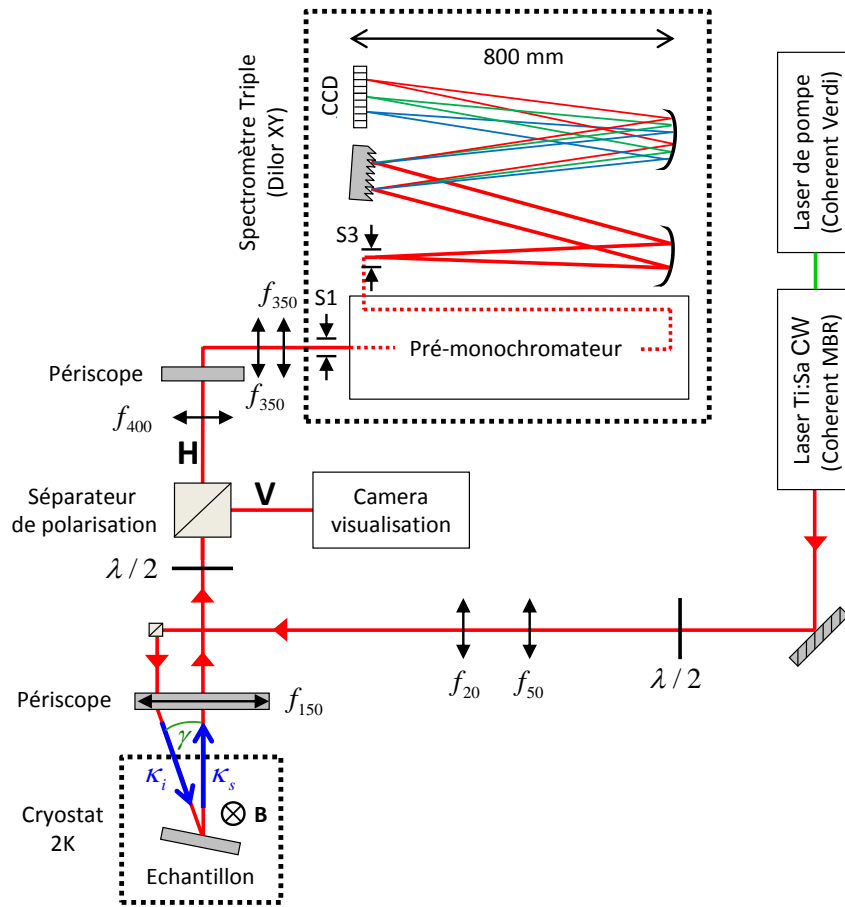 800 mm
Spectromètre Triple
(Dilor XY)
CCD
S3
S1
f350
f350
Pré-monochromateur
Périscope
f400
H
V
Séparateur
de polarisation
Camera
visualisation
λ / 2
Laser de pompe
(Coherent Verdi)
Laser Ti:Sa CW
(Coherent MBR)
f20
f50
λ / 2
Périscope
f150
γ
κi
κs
B
Cryostat
2K
Echantillon